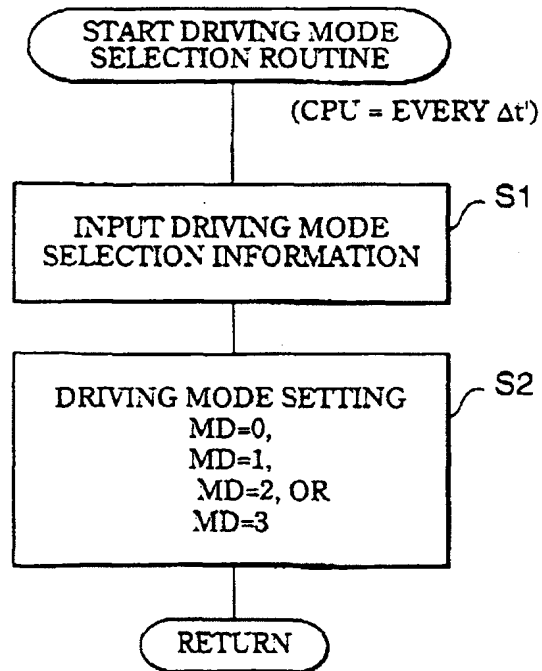 START DRIVING MODE
SELECTION ROUTINE
(CPU = EVERY Δt')
S1
INPUT DRIVING MODE
SELECTION INFORMATION
S2
DRIVING MODE SETTING
MD=0,
MD=1,
MD=2, OR
MD=3
RETURN